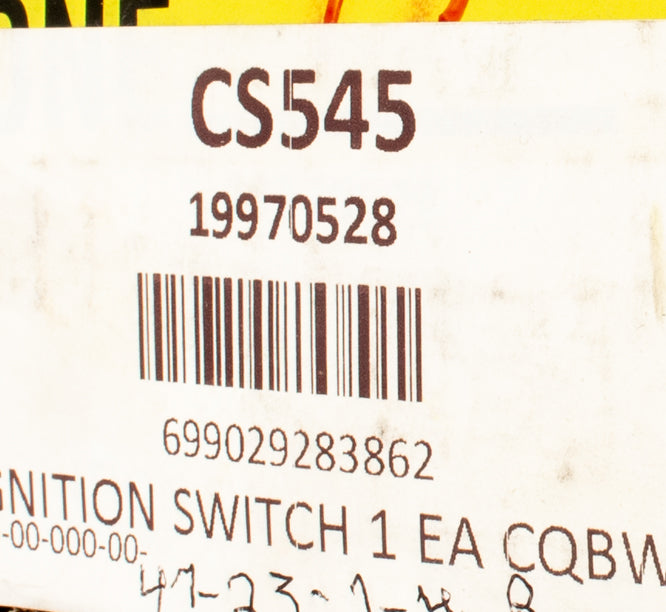 CS545
19970528
699029283862
GNITION SWITCH 1 EA CQBW
-00-000-00-